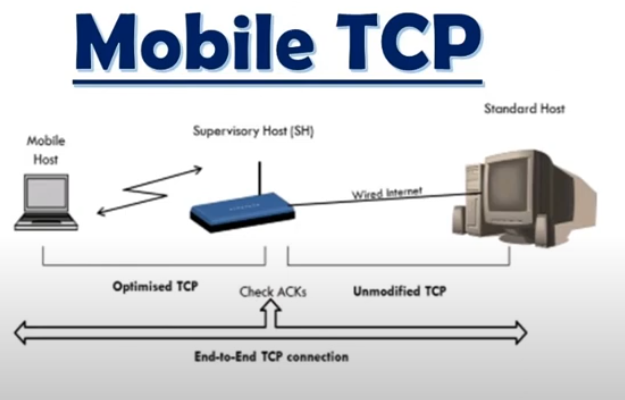 Mobile TCP
Standard Host
Supervisory Host (SH)
Mobile
Host
Wired Internet
Optimised TCP
Check ACKs
Unmodified TCP
End-to-End TCP connection